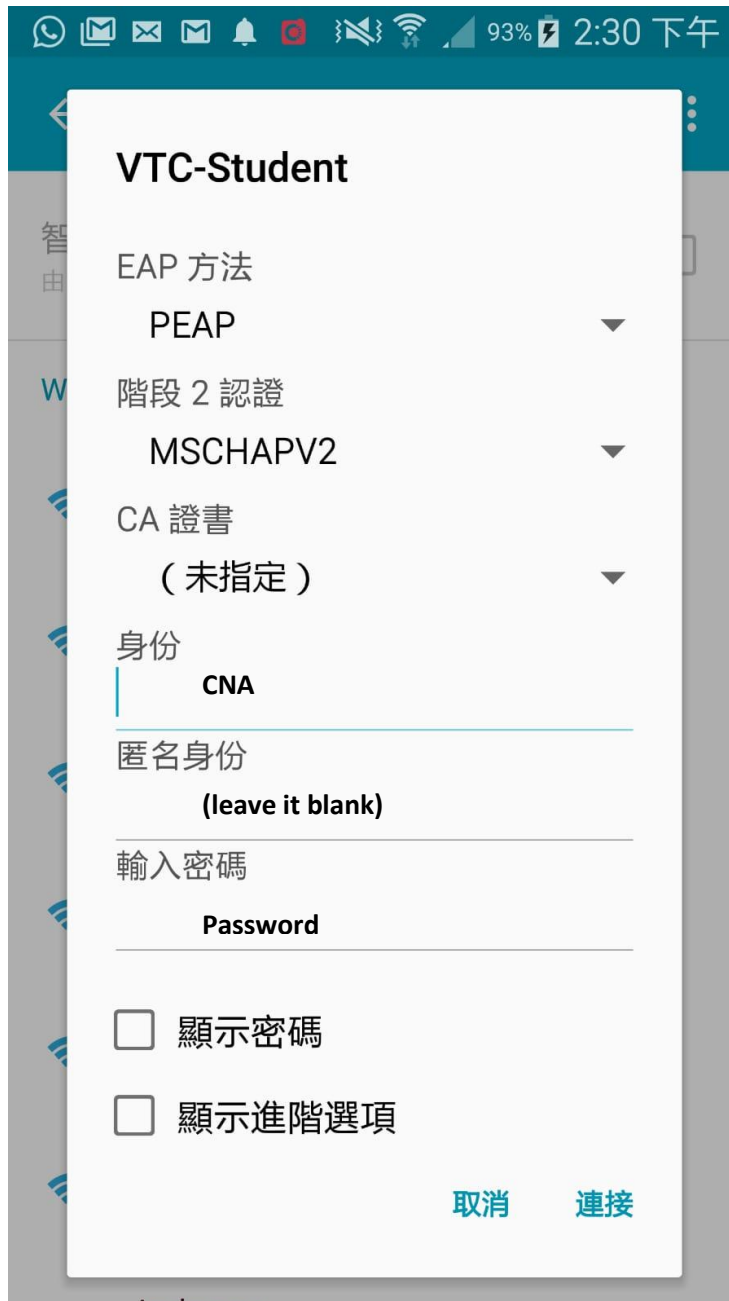 93% 2:30 下午
VTC-Student
智
由
EAP 方法
PEAP
W
階段 2 認證
MSCHAPV2
CA 證書
(未指定)
身份
CNA
匿名身份
(leave it blank)
輸入密碼
Password
顯示密碼
顯示進階選項
取消 連接